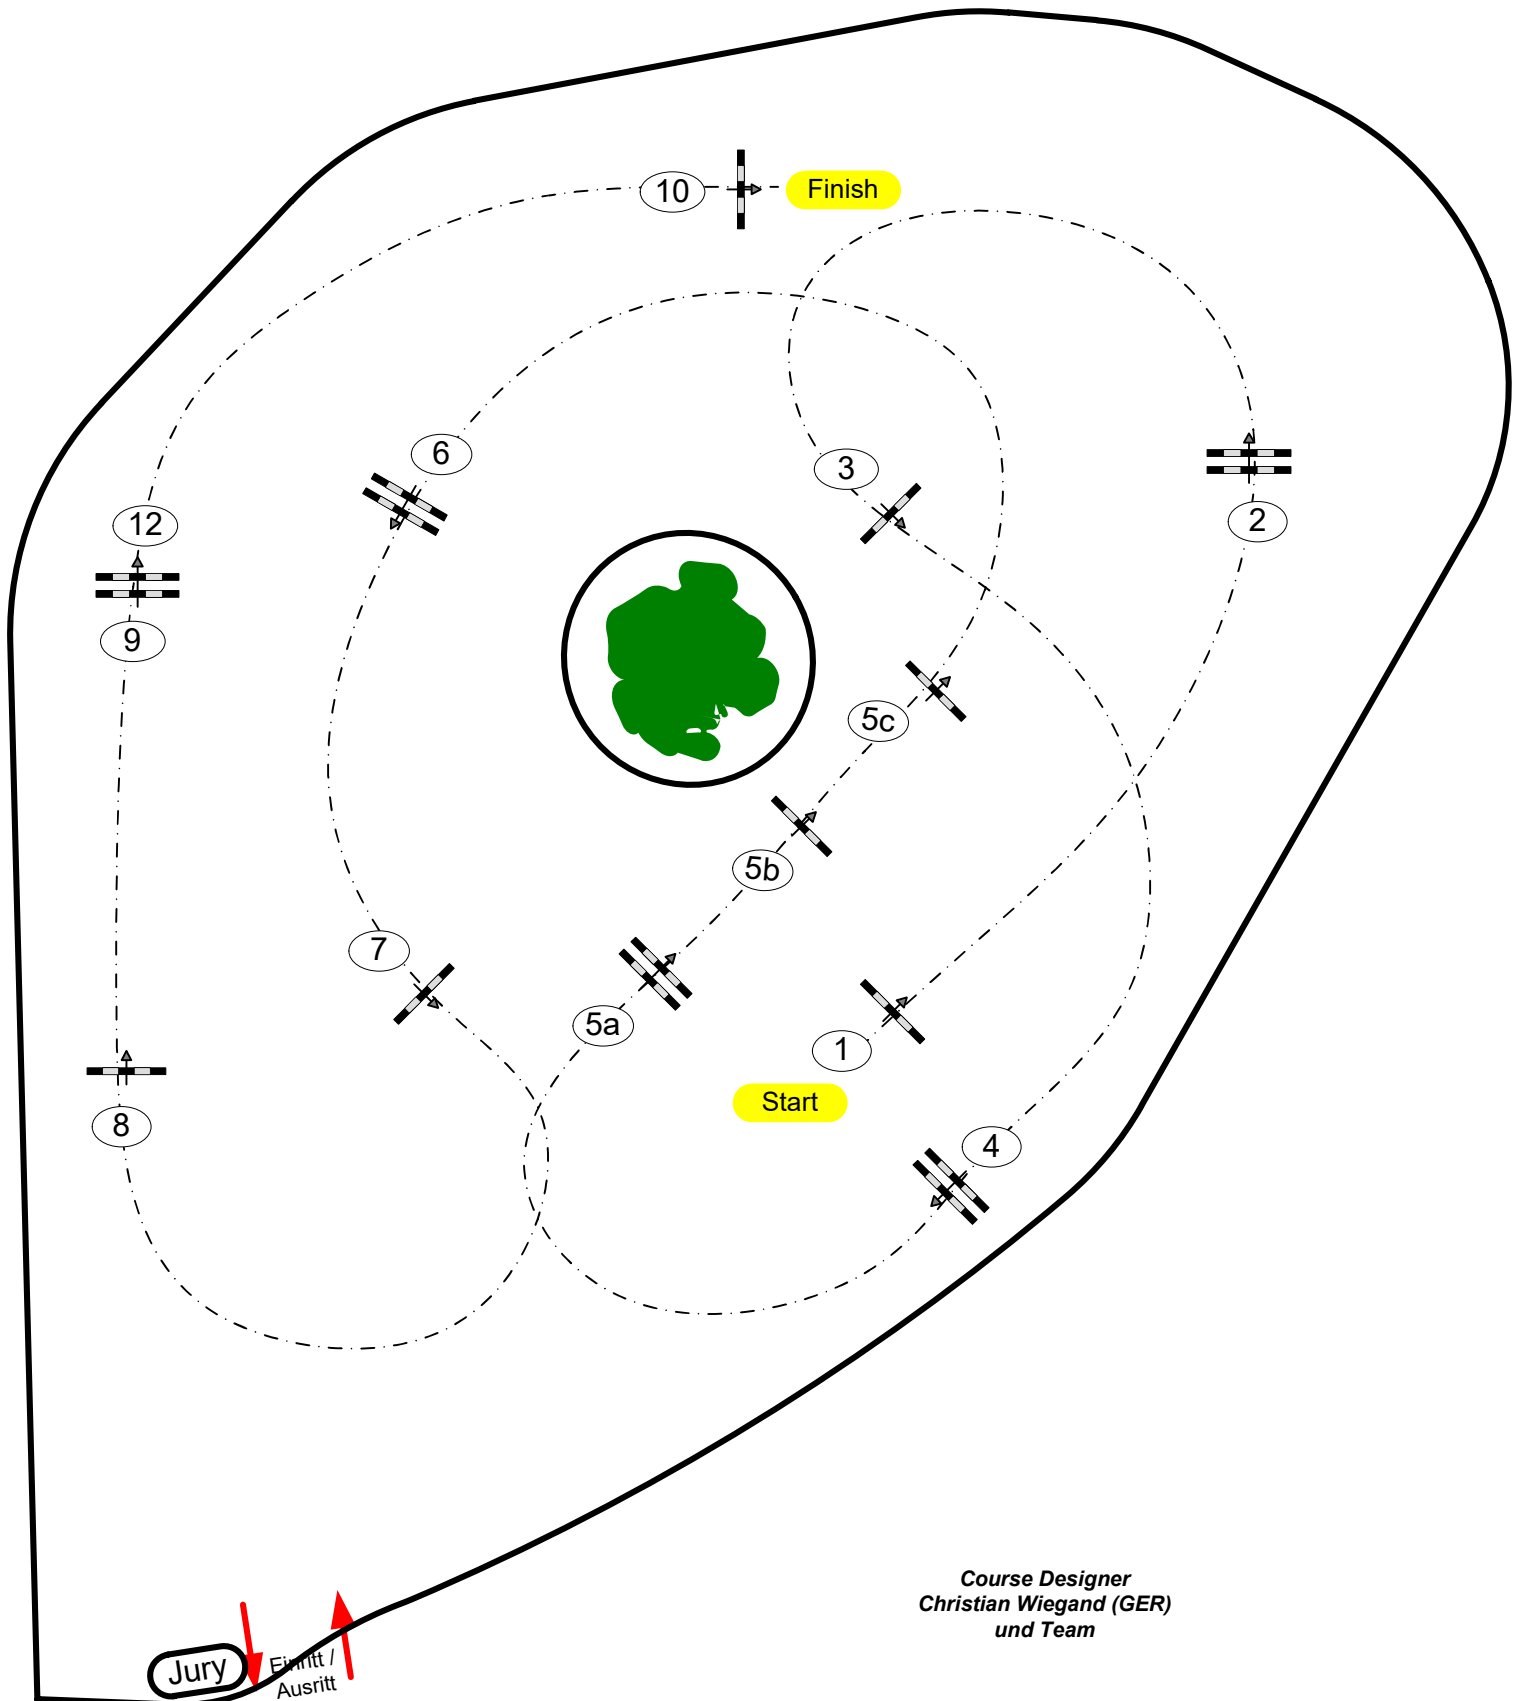 10
Finish
6
3
12
2
9
5c
5b
7
5a
1
Start
8
4
Course Designer
Christian Wiegand (GER)
und Team
Jury
Einritt /
Ausritt